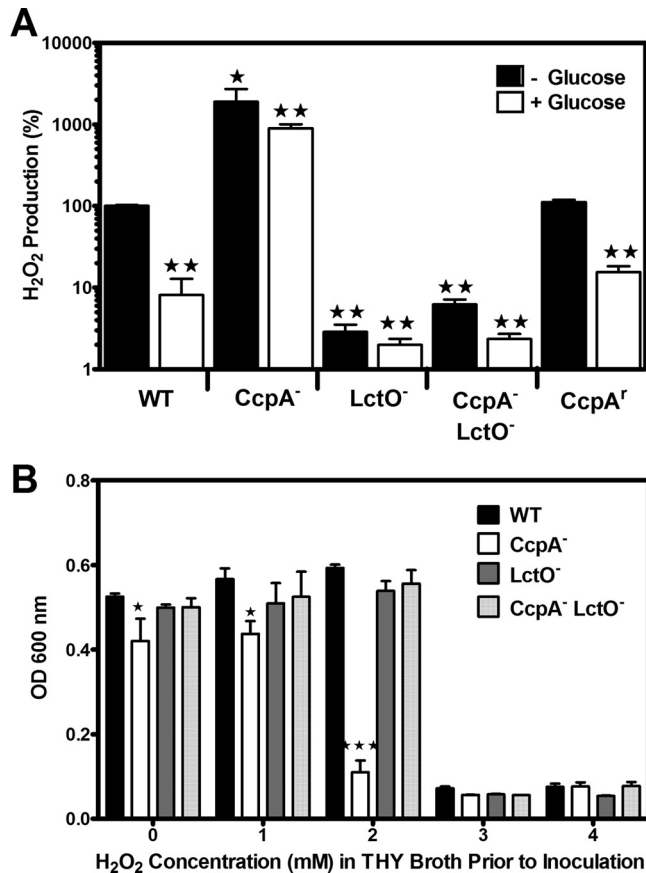 A
H₂O₂ Production (%)
10000
1000
100
10
1
- Glucose
+ Glucose
★
★★
★★
★★
★★
★★
★★
★★
WT
CcpA⁻
LctO⁻
CcpA⁻
LctO⁻
CcpAʳ
B
OD 600 nm
0.8
0.6
0.4
0.2
0.0
WT
CcpA⁻
LctO⁻
CcpA⁻ LctO⁻
★
★
★★★
0
1
2
3
4
H₂O₂ Concentration (mM) in THY Broth Prior to Inoculation